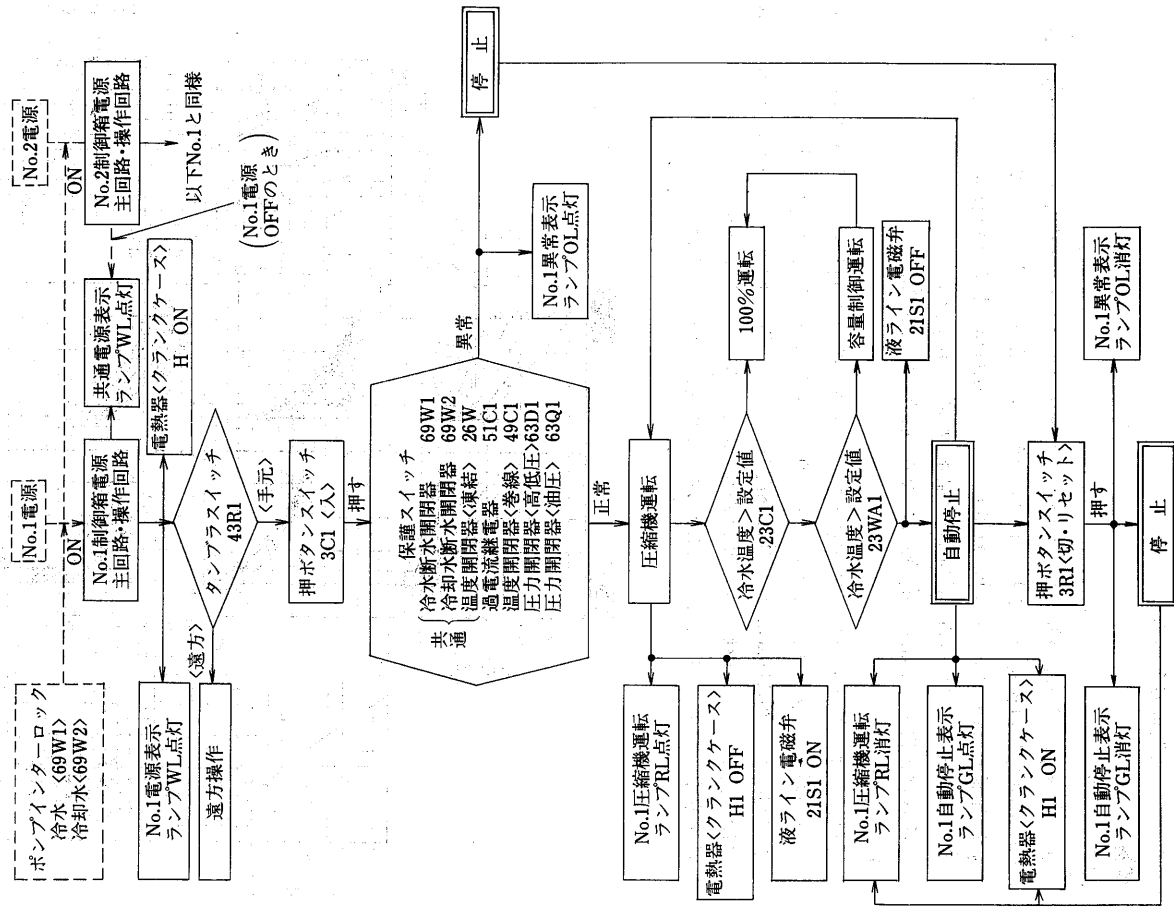 No.1電源
No.2電源
ポンプインターロック
冷水 <69W1>
冷却水<69W2>
ON
ON
No.1制御箱電源
主回路・操作回路
共通電源表示
ランプWL点灯
No.2制御箱電源
主回路・操作回路
以下No.1と同様
(No.1電源
OFFのとき)
No.1電源表示
ランプWL点灯
電熱器<クランクケース>
H ON
タンブラスイッチ
43R1
<遠方>
遠方操作
<手元>
押ボタンスイッチ
3C1 <入>
押す
保護スイッチ
共通
冷水断水開閉器 69W1
冷却水断水開閉器 69W2
温度開閉器<凍結> 26W
過電流継電器 51C1
温度開閉器<巻線> 49C1
圧力開閉器<高低圧> 63D1
圧力開閉器<油圧> 63Q1
異常
停 止
No.1異常表示
ランプOL点灯
正常
圧縮機運転
No.1圧縮機運転
ランプRL点灯
電熱器<クランクケース>
H1 OFF
液ライン電磁弁
21S1 ON
冷水温度>設定値
23C1
100%運転
冷水温度>設定値
23WA1
容量制御運転
液ライン電磁弁
21S1 OFF
自動停止
No.1圧縮機運転
ランプRL消灯
No.1自動停止表示
ランプGL点灯
電熱器<クランクケース>
H1 ON
押ボタンスイッチ
3R1<切・リセット>
押す
No.1自動停止表示
ランプGL消灯
No.1異常表示
ランプOL消灯
停 止